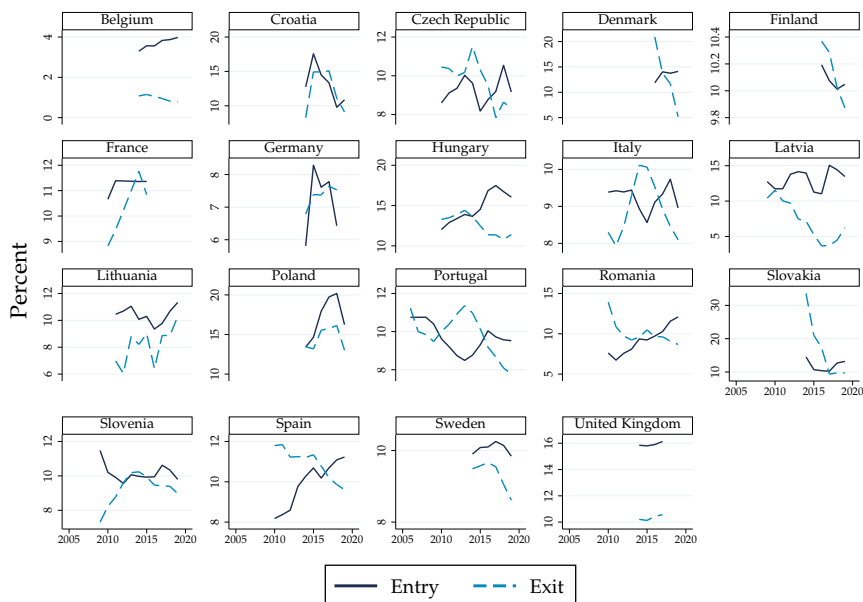 Belgium Croatia Czech Republic Denmark Finland
0 2 4
10 15 20
8 10 12
5 10 15 20
9.8 10.0 10.2 10.4
France Germany Hungary Italy Latvia
9 10 11 12
6 7 8
10 15 20
8 9 10
5 10 15
Percent
Lithuania Poland Portugal Romania Slovakia
6 8 10 12
10 15 20
8 10 12
5 10 15
10 20 30
2005 2010 2015 2020
Slovenia Spain Sweden United Kingdom
8 10 12
8 10 12
8 10
10 12 14 16
2005 2010 2015 2020 2005 2010 2015 2020 2005 2010 2015 2020 2005 2010 2015 2020
Entry Exit